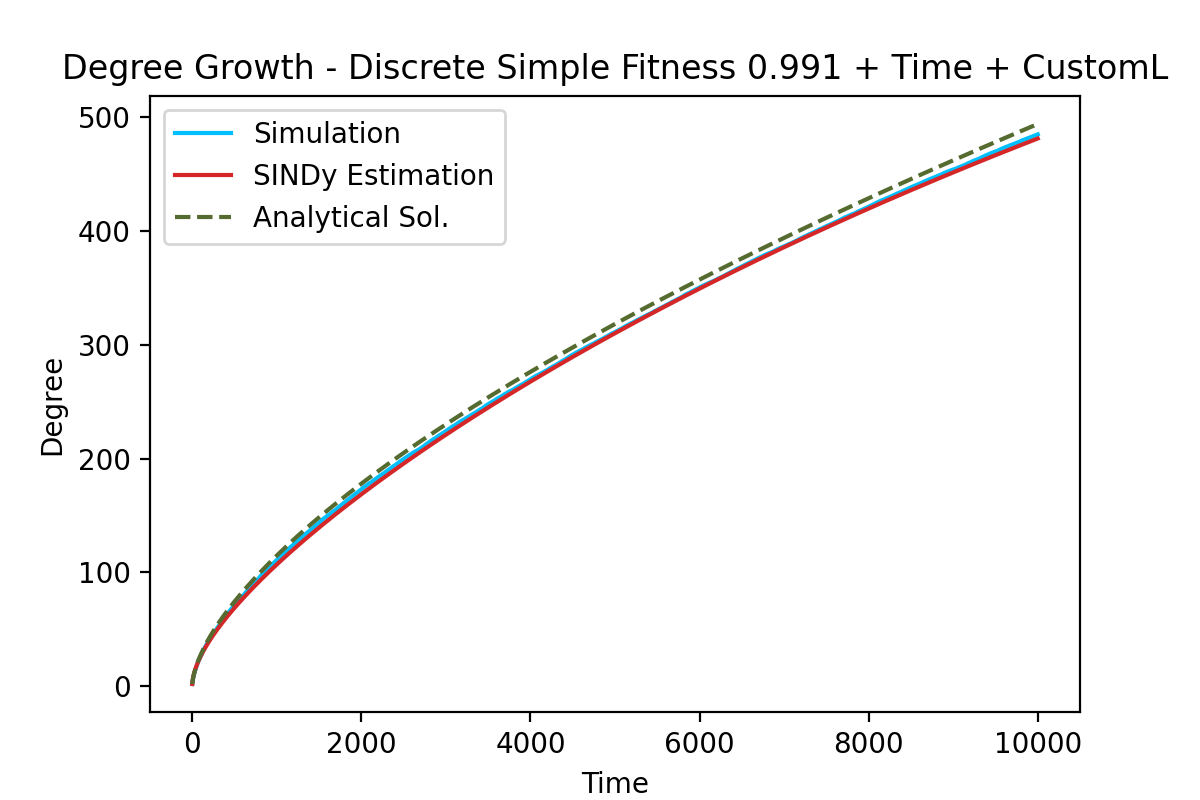 Degree Growth - Discrete Simple Fitness 0.991 + Time + CustomL
Simulation
SINDy Estimation
Analytical Sol.
500
400
300
200
100
0
Degree
0 2000 4000 6000 8000 10000
Time